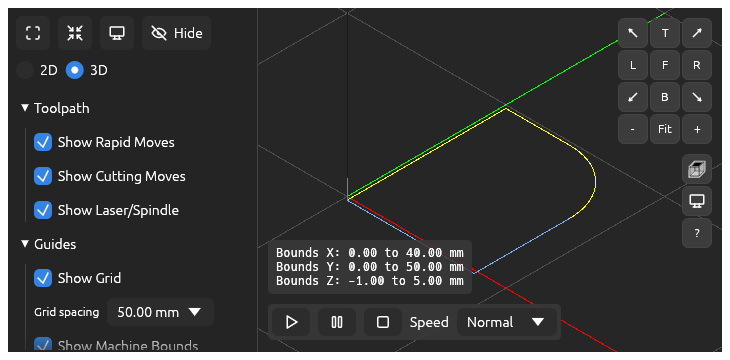 Hide
2D 3D
Toolpath
Show Rapid Moves
Show Cutting Moves
Show Laser/Spindle
Guides
Show Grid
Grid spacing 50.00 mm
Show Machine Bounds
Bounds X: 0.00 to 40.00 mm
Bounds Y: 0.00 to 50.00 mm
Bounds Z: -1.00 to 5.00 mm
Speed Normal
T
L F R
B
- Fit +
?